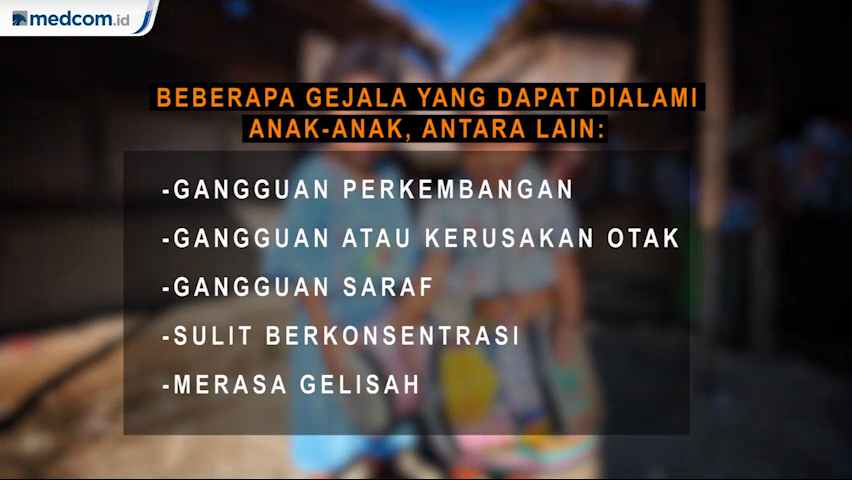 medcom.id
BEBERAPA GEJALA YANG DAPAT DIALAMI
ANAK-ANAK, ANTARA LAIN:
-GANGGUAN PERKEMBANGAN
-GANGGUAN ATAU KERUSAKAN OTAK
-GANGGUAN SARAF
-SULIT BERKONSENTRASI
-MERASA GELISAH